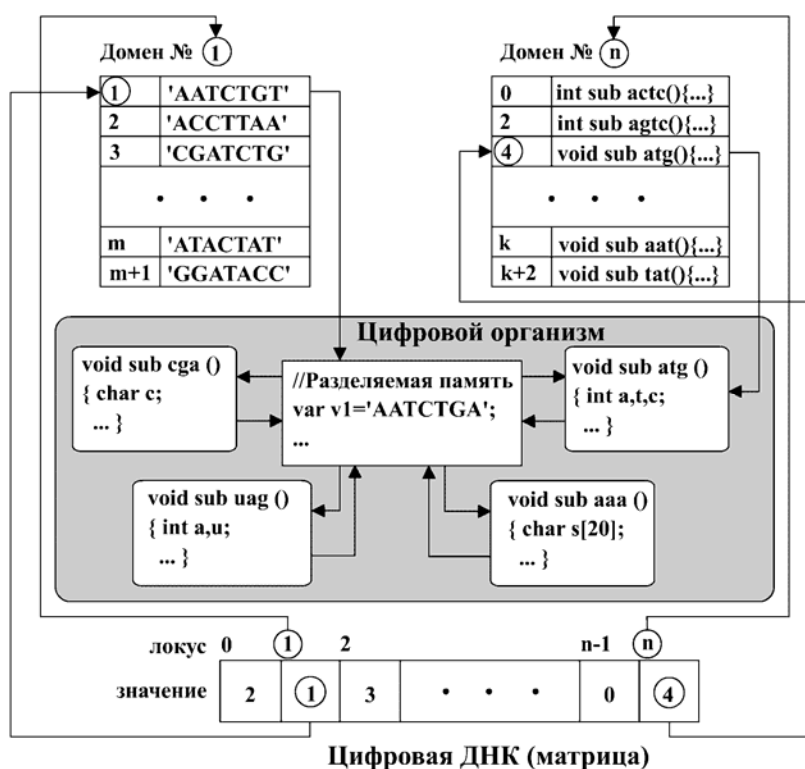 Домен № 1
1 'AATCTGT'
2 'ACCTTAA'
3 'CGATCTG'
• • •
m 'ATACTAT'
m+1 'GGATACC'
Домен № n
0 int sub actc(){...}
2 int sub agtc(){...}
4 void sub atg(){...}
• • •
k void sub aat(){...}
k+2 void sub tat(){...}
Цифровой организм
void sub cga ()
{ char c;
... }
//Разделяемая память
var v1='AATCTGA';
...
void sub atg ()
{ int a,t,c;
... }
void sub uag ()
{ int a,u;
... }
void sub aaa ()
{ char s[20];
... }
локус 0 1 2 n-1 n
значение 2 1 3 • • • 0 4
Цифровая ДНК (матрица)